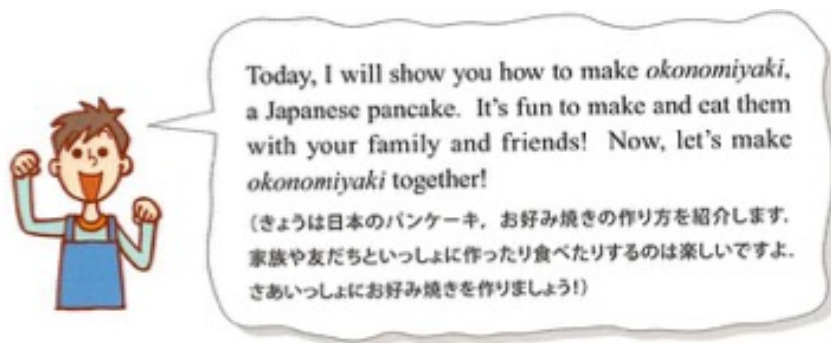 Today, I will show you how to make okonomiyaki,
a Japanese pancake. It's fun to make and eat them
with your family and friends! Now, let's make
okonomiyaki together!
(きょうは日本のパンケーキ，お好み焼きの作り方を紹介します．
家族や友だちといっしょに作ったり食べたりするのは楽しいですよ．
さあいっしょにお好み焼きを作りましょう!)